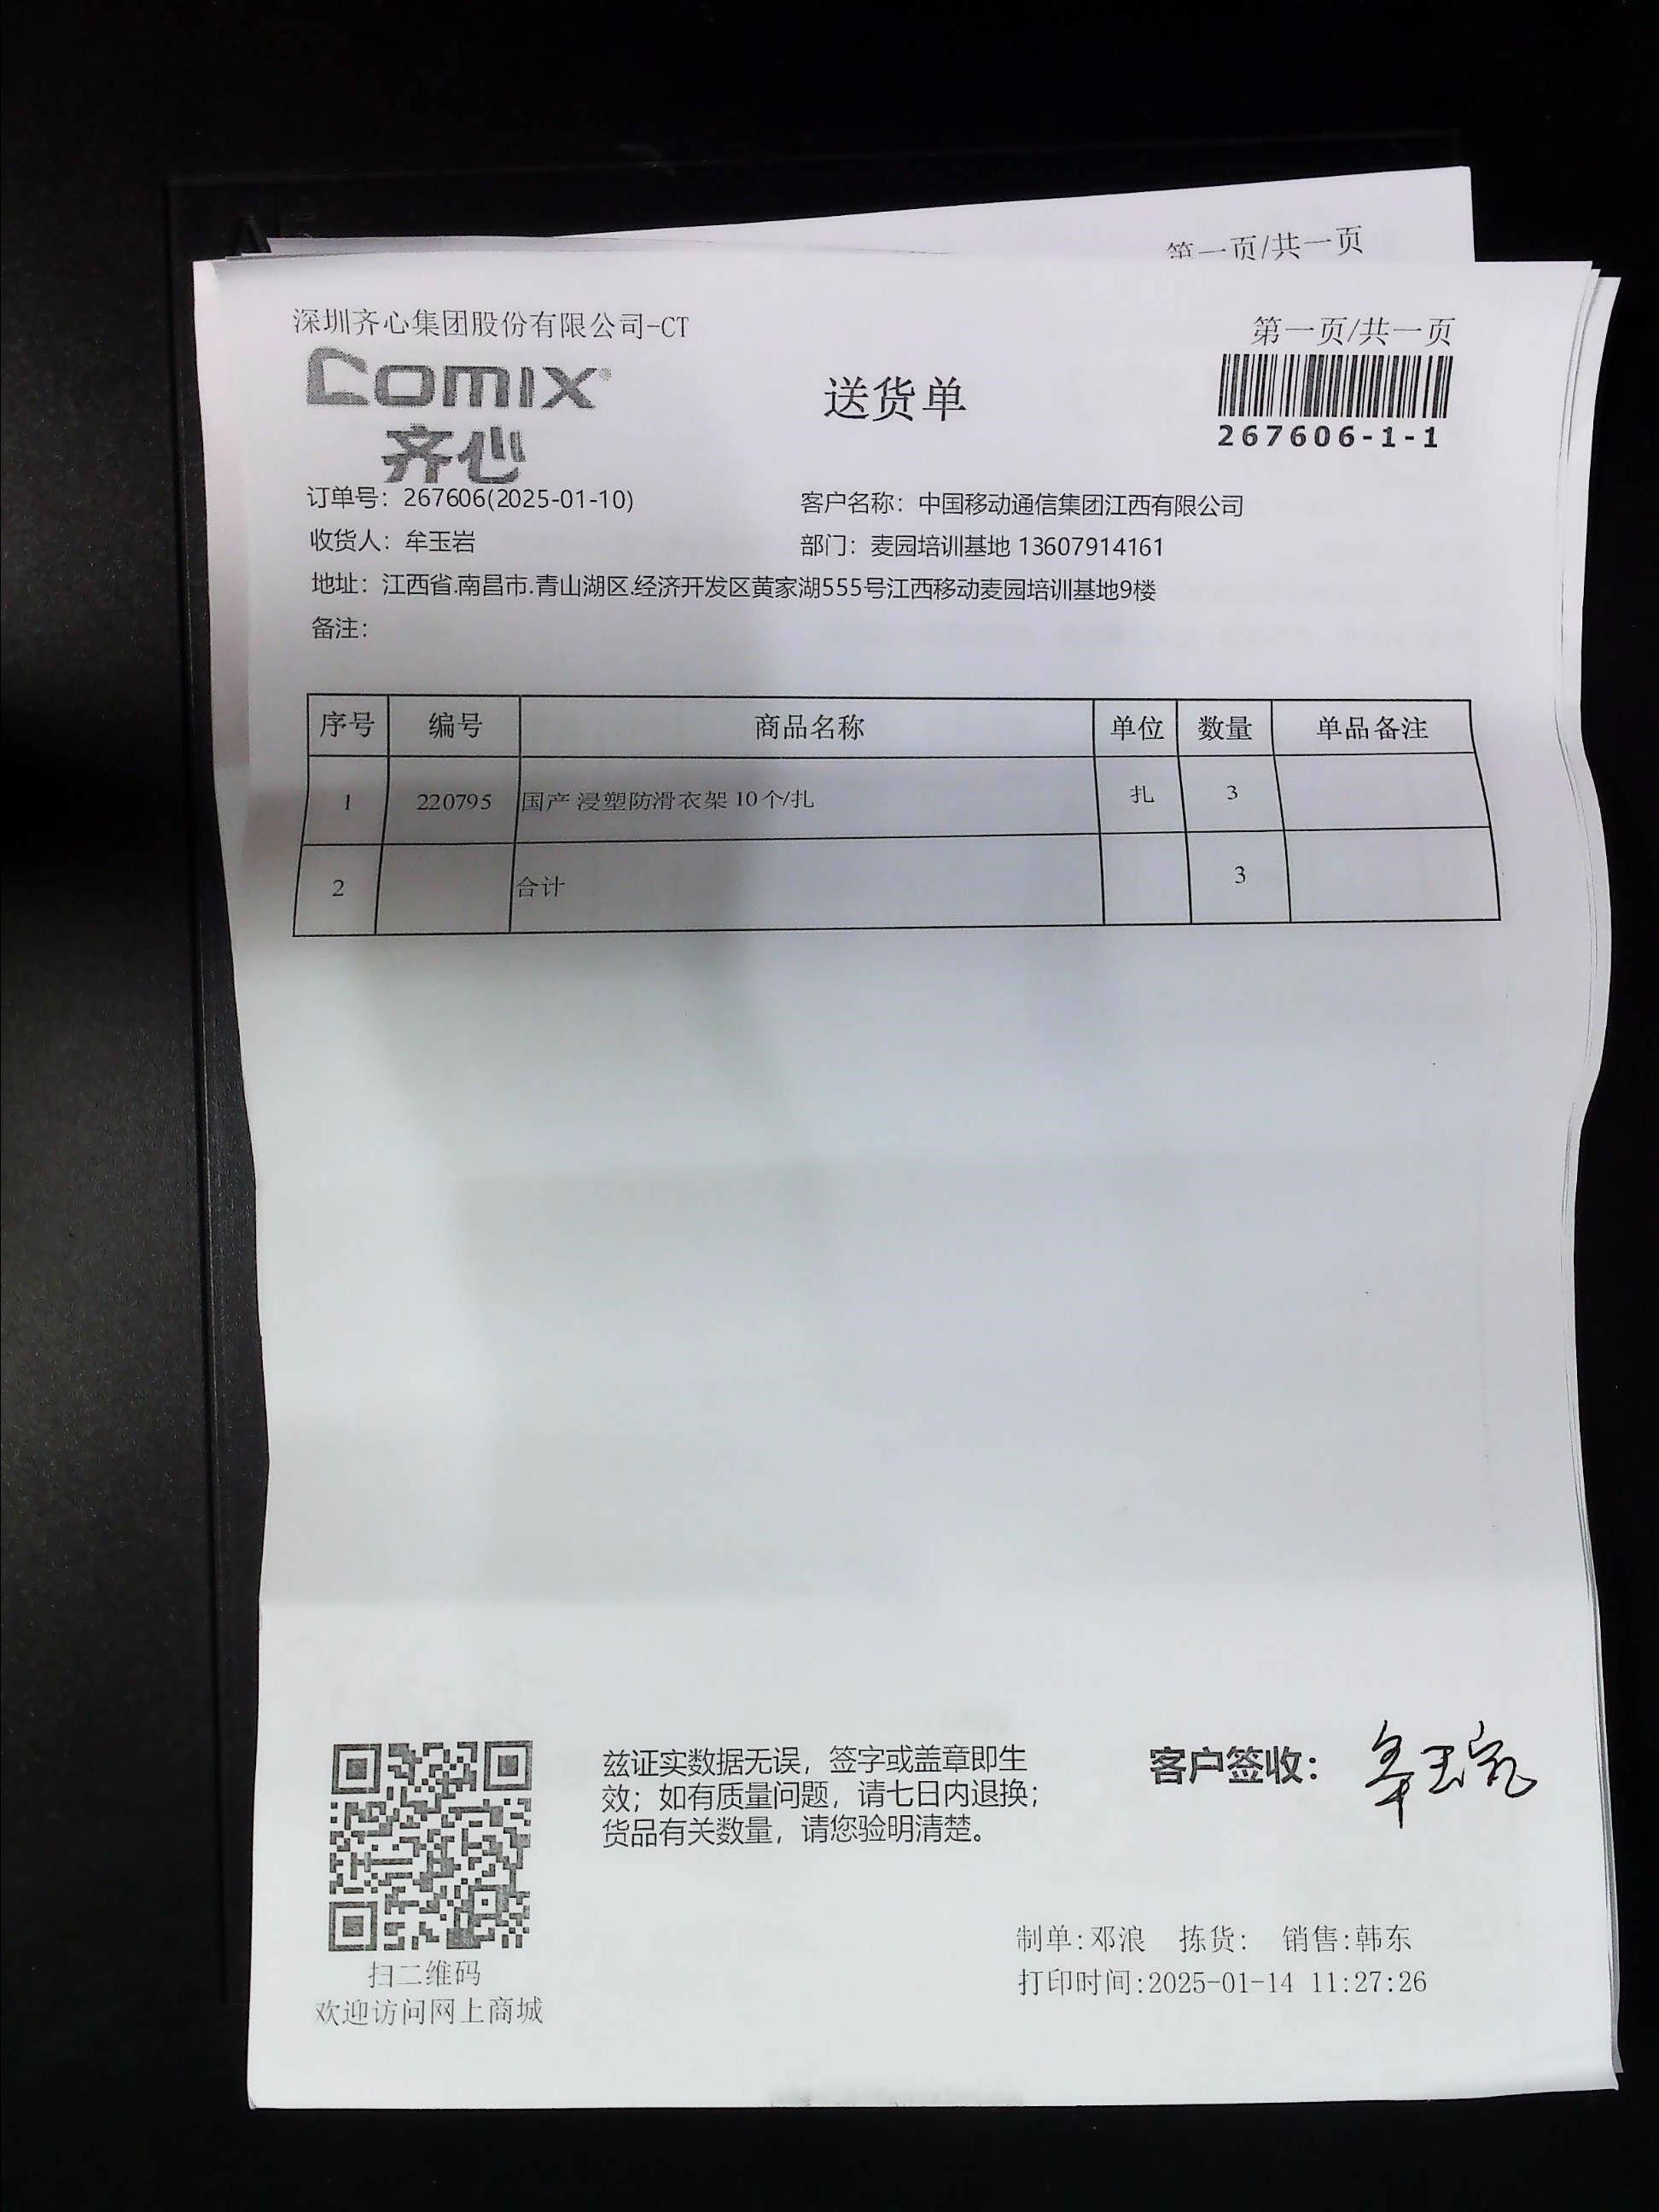 第一页/共一页
深圳齐心集团股份有限公司-CT
第一页/共一页
comix
齐心
送货单
267606-1-1
订单号：267606(2025-01-10)
客户名称：中国移动通信集团江西有限公司
收货人：牟玉岩
部门：麦园培训基地 13607914161
地址：江西省.南昌市.青山湖区.经济开发区黄家湖555号江西移动麦园培训基地9楼
备注：
序号 编号 商品名称 单位 数量 单品备注
1 220795 国产 浸塑防滑衣架 10个/扎 扎 3
2 合计 3
兹证实数据无误，签字或盖章即生
效；如有质量问题，请七日内退换；
货品有关数量，请您验明清楚。
客户签收：
扫二维码
欢迎访问网上商城
制单:邓浪 拣货: 销售:韩东
打印时间:2025-01-14 11:27:26